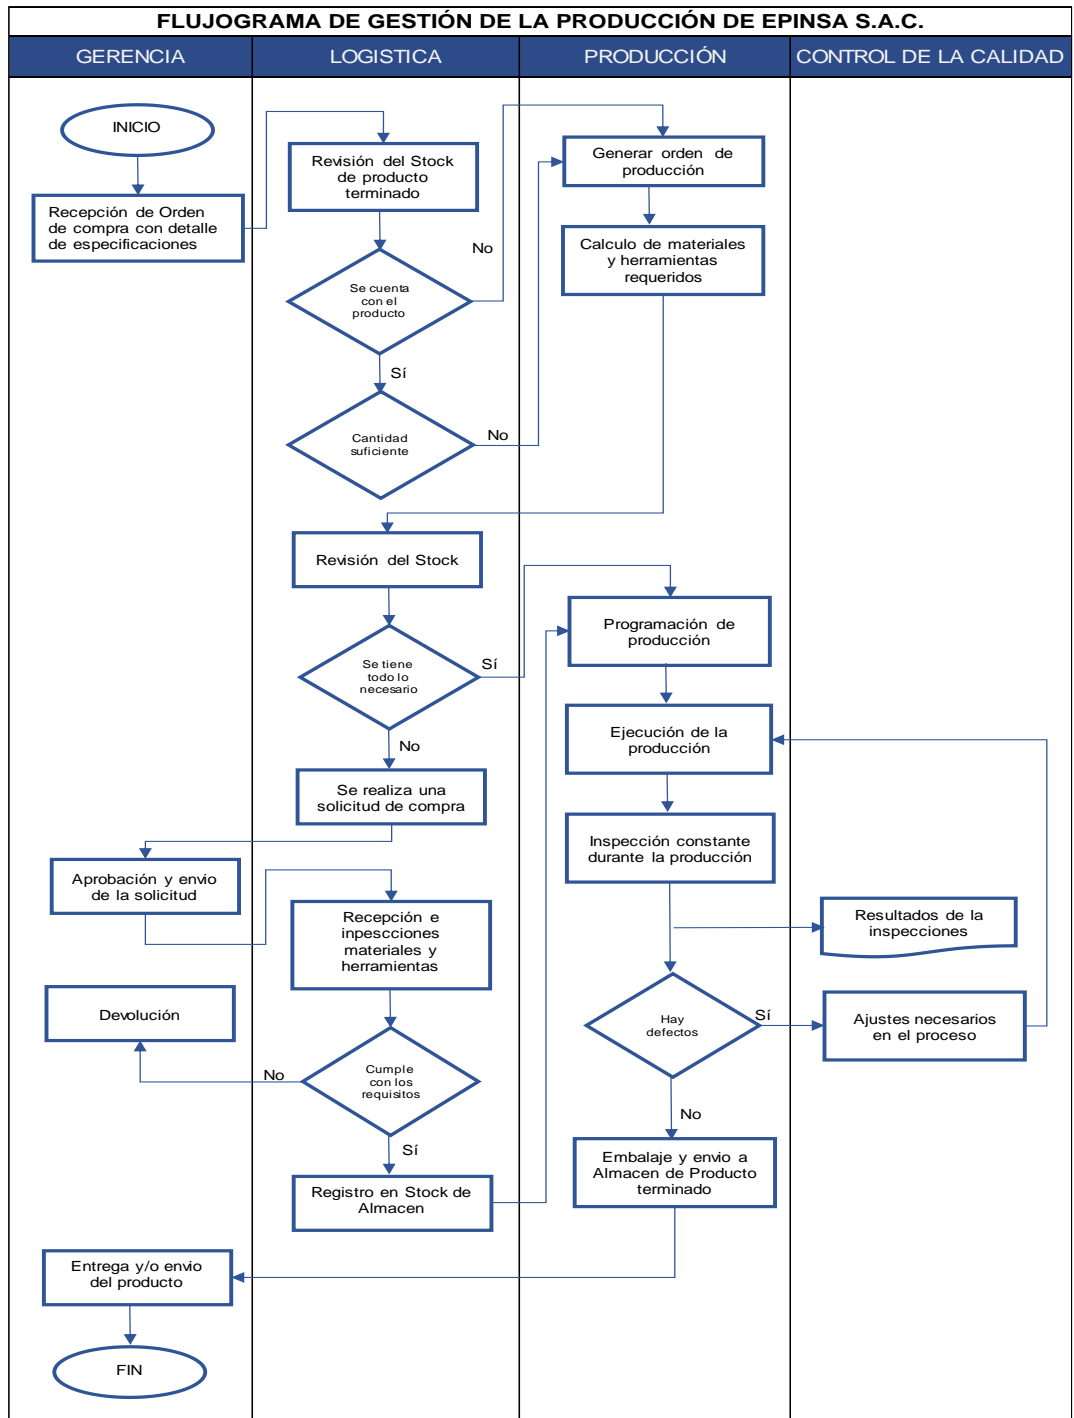 FLUJOGRAMA DE GESTIÓN DE LA PRODUCCIÓN DE EPINSA S.A.C.
GERENCIA
LOGISTICA
PRODUCCIÓN
CONTROL DE LA CALIDAD
INICIO
Recepción de Orden
de compra con detalle
de especificaciones
Revisión del Stock
de producto
terminado
Generar orden de
producción
No
Calculo de materiales
y herramientas
requeridos
Se cuenta
con el
producto
Sí
Cantidad
suficiente
No
Revisión del Stock
Programación de
producción
Se tiene
todo lo
necesario
Sí
No
Ejecución de la
producción
Se realiza una
solicitud de compra
Inspección constante
durante la producción
Aprobación y envio
de la solicitud
Recepción e
inpescciones
materiales y
herramientas
Resultados de la
inspecciones
Devolución
Hay
defectos
Sí
Ajustes necesarios
en el proceso
No
Cumple
con los
requisitos
Sí
No
Registro en Stock de
Almacen
Embalaje y envio a
Almacen de Producto
terminado
Entrega y/o envio
del producto
FIN